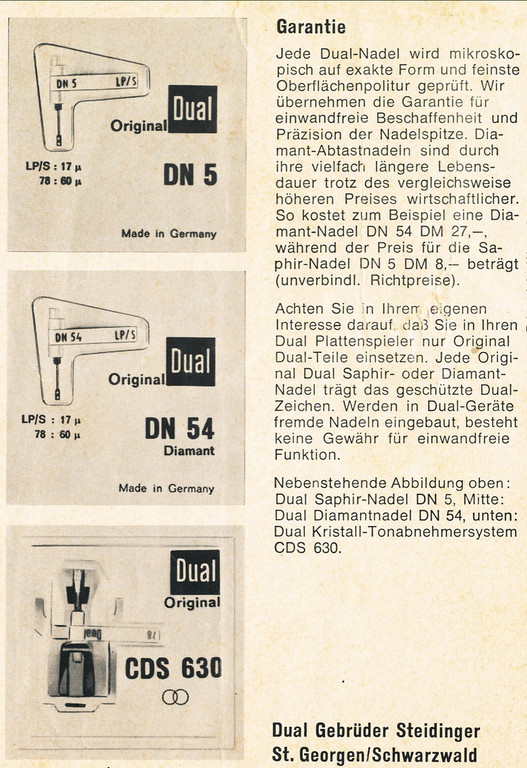 DN 5 LP/S
Dual
Original
LP/S : 17 µ
78 : 60 µ
DN 5
Made in Germany
DN 54 LP/S
Dual
Original
LP/S : 17 µ
78 : 60 µ
DN 54
Diamant
Made in Germany
Dual
Original
Dual 78
CDS 630
Garantie
Jede Dual-Nadel wird mikrosko-
pisch auf exakte Form und feinste
Oberflächenpolitur geprüft. Wir
übernehmen die Garantie für
einwandfreie Beschaffenheit und
Präzision der Nadelspitze. Dia-
mant-Abtastnadeln sind durch
ihre vielfach längere Lebens-
dauer trotz des vergleichsweise
höheren Preises wirtschaftlicher.
So kostet zum Beispiel eine Dia-
mant-Nadel DN 54 DM 27,–,
während der Preis für die Sa-
phir-Nadel DN 5 DM 8,– beträgt
(unverbindl. Richtpreise).
Achten Sie in Ihrem eigenen
Interesse darauf, daß Sie in Ihren
Dual Plattenspieler nur Original
Dual-Teile einsetzen. Jede Origi-
nal Dual Saphir- oder Diamant-
Nadel trägt das geschützte Dual-
Zeichen. Werden in Dual-Geräte
fremde Nadeln eingebaut, besteht
keine Gewähr für einwandfreie
Funktion.
Nebenstehende Abbildung oben:
Dual Saphir-Nadel DN 5, Mitte:
Dual Diamantnadel DN 54, unten:
Dual Kristall-Tonabnehmersystem
CDS 630.
Dual Gebrüder Steidinger
St. Georgen/Schwarzwald